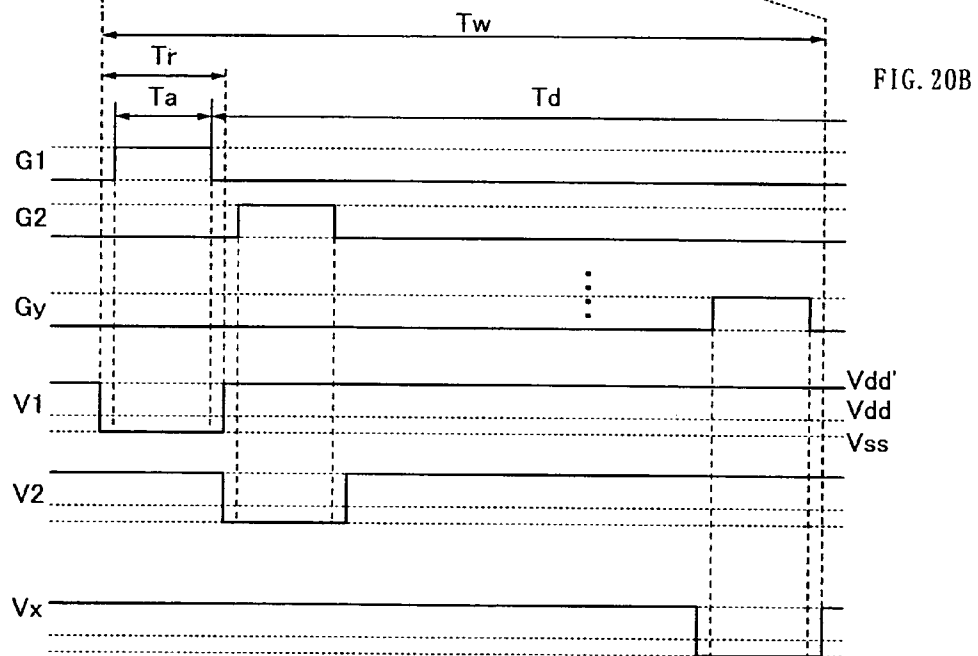 Tw
FIG. 20B
Tr
Ta
Td
G1
G2
Gy
Vdd'
V1
Vdd
Vss
V2
Vx